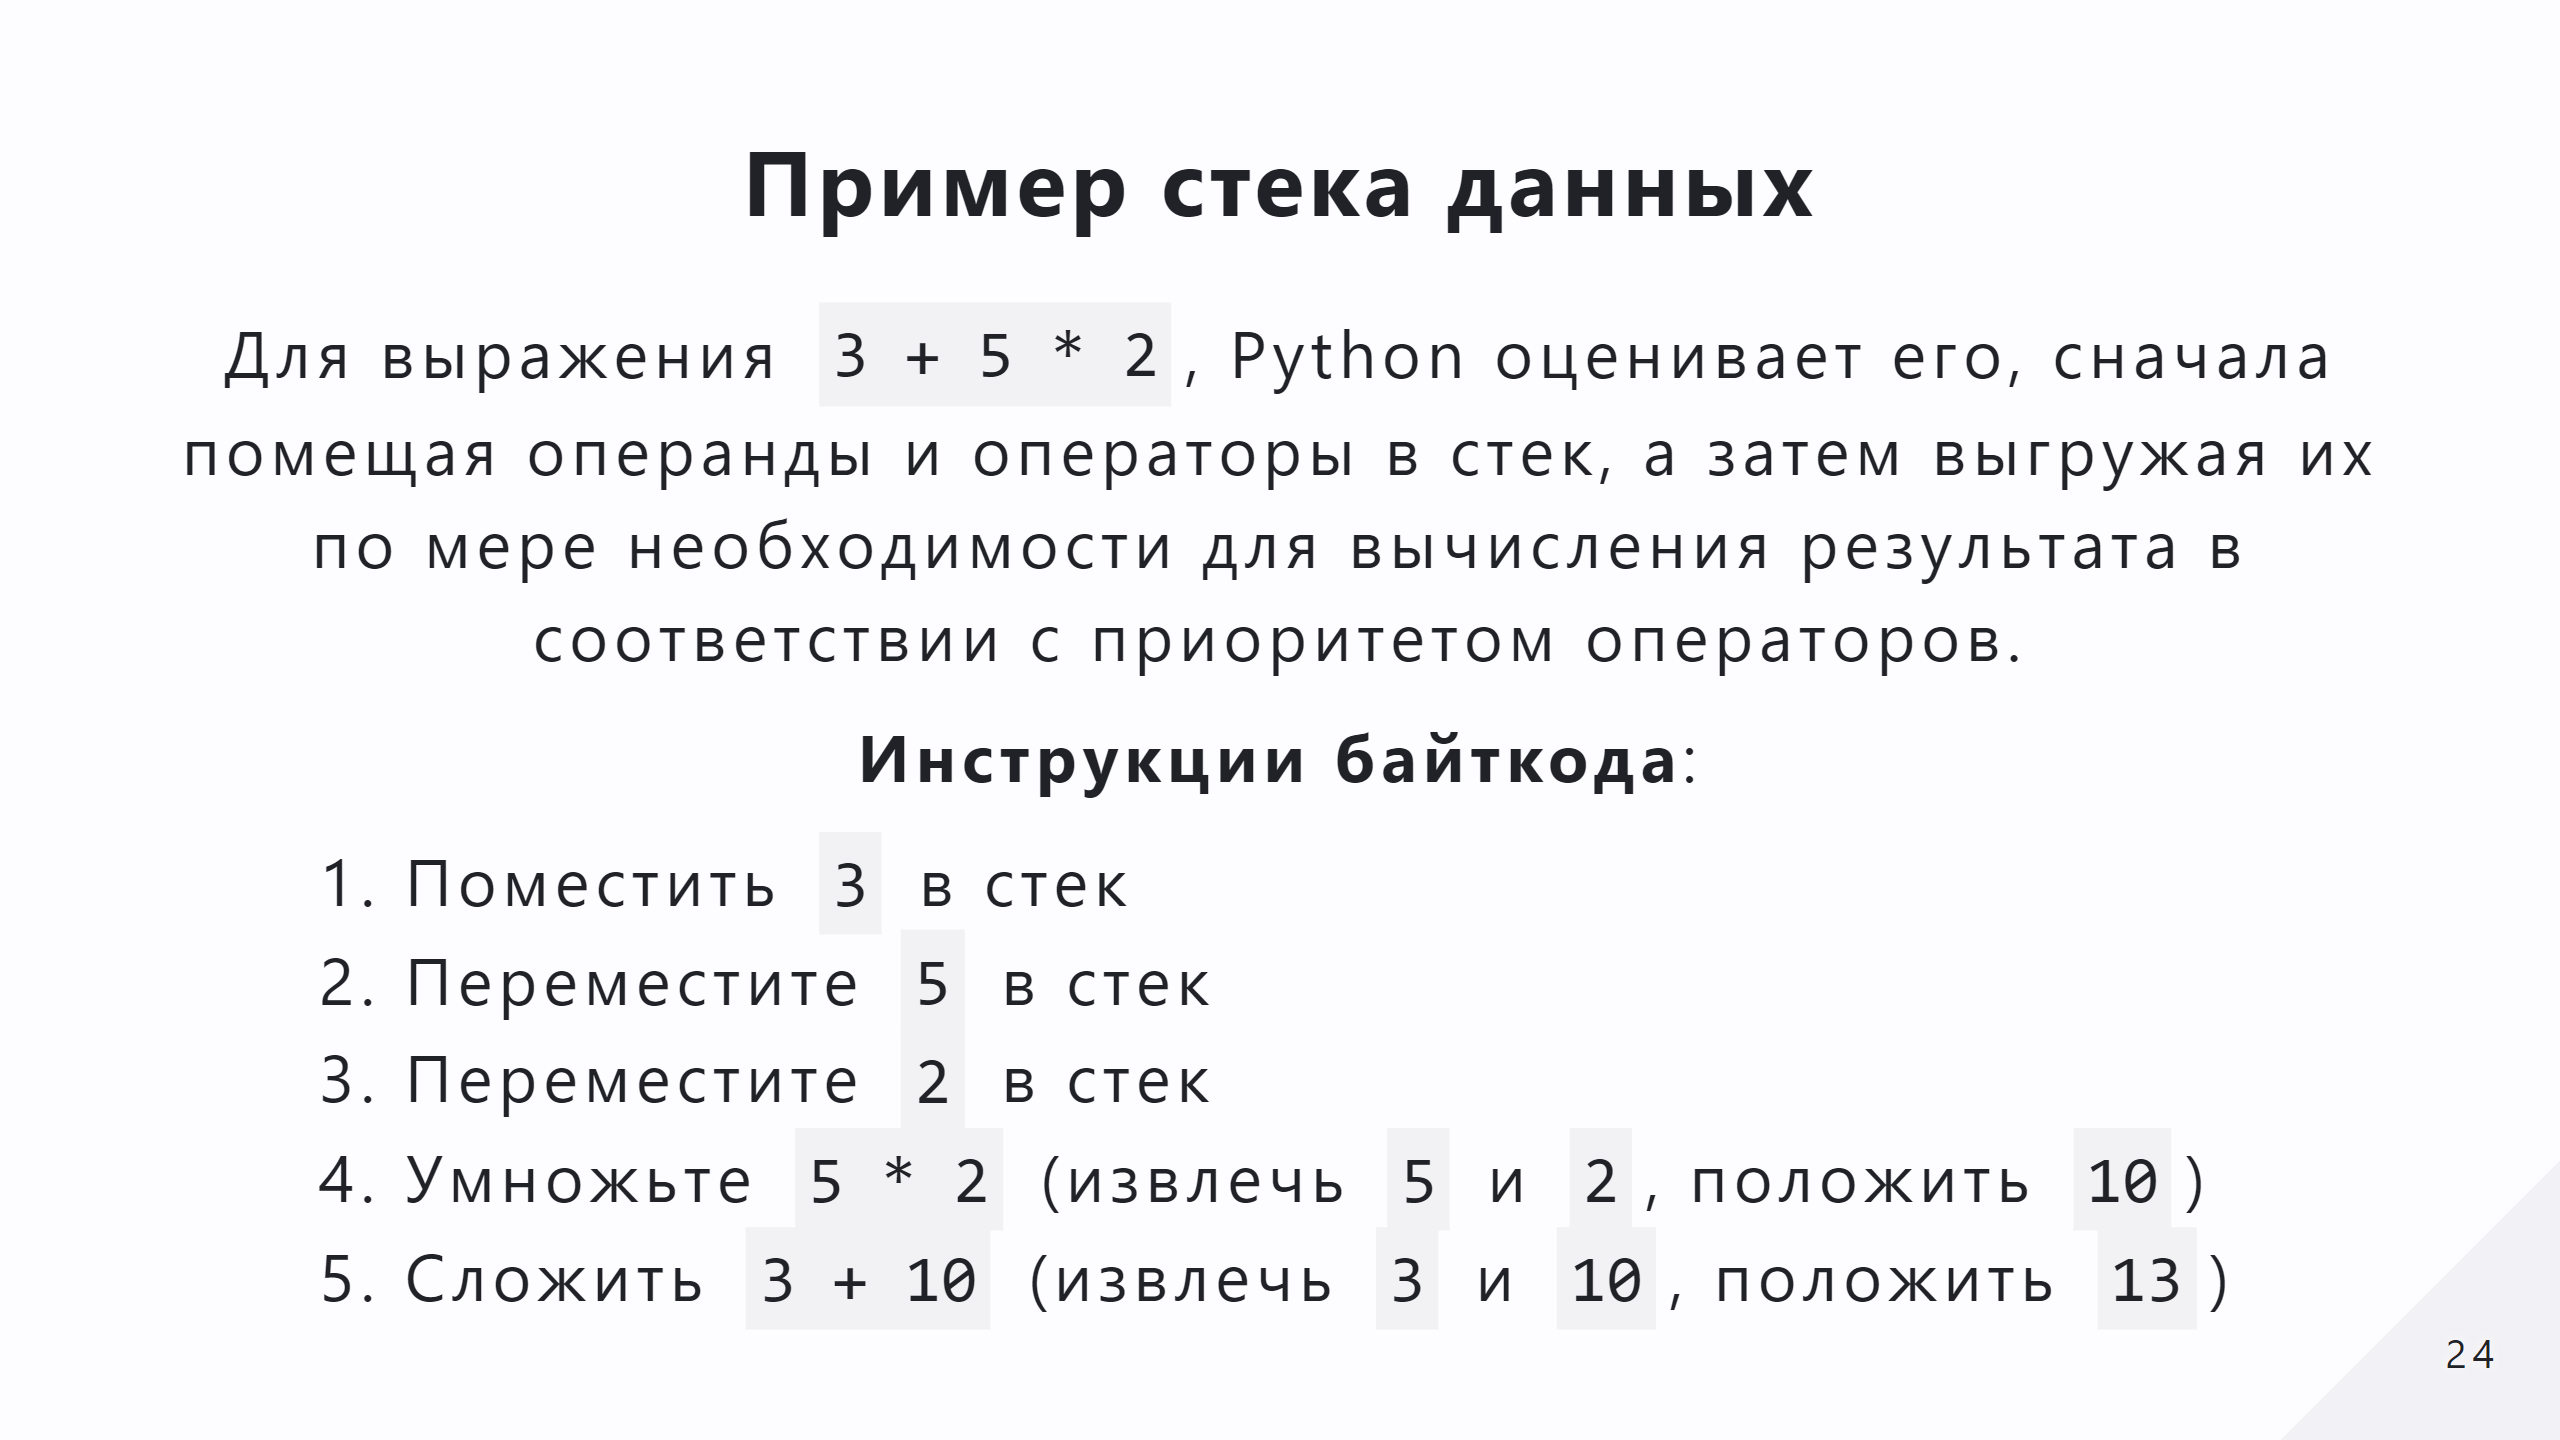 Пример стека данных
Для выражения 3 + 5 * 2, Python оценивает его, сначала
помещая операнды и операторы в стек, а затем выгружая их
по мере необходимости для вычисления результата в
соответствии с приоритетом операторов.
Инструкции байткода:
1. Поместить 3 в стек
2. Переместите 5 в стек
3. Переместите 2 в стек
4. Умножьте 5 * 2 (извлечь 5 и 2, положить 10)
5. Сложить 3 + 10 (извлечь 3 и 10, положить 13)
24